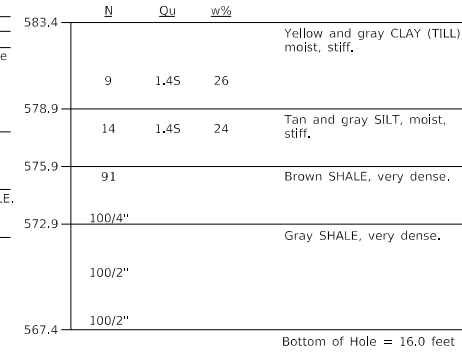 N Qu w%
583.4
Yellow and gray CLAY (TILL)
moist, stiff.
e
9 1.4S 26
578.9
Tan and gray SILT, moist,
14 1.4S 24
stiff.
575.9
91 Brown SHALE, very dense.
LE.
100/4"
572.9
Gray SHALE, very dense.
100/2"
100/2"
567.4
Bottom of Hole = 16.0 feet